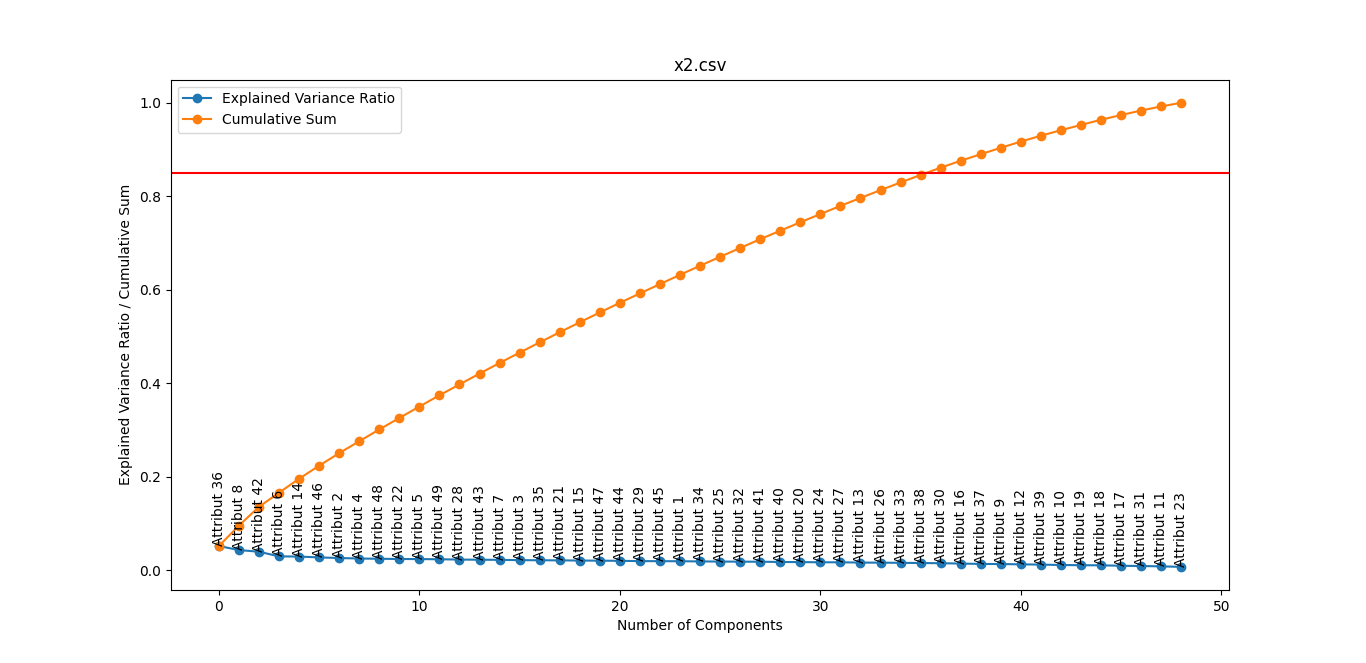 x2.csv
Explained Variance Ratio
Cumulative Sum
Explained Variance Ratio / Cumulative Sum
1.0
0.8
0.6
0.4
0.2
0.0
Attribut 36
Attribut 8
Attribut 42
Attribut 6
Attribut 14
Attribut 46
Attribut 2
Attribut 4
Attribut 48
Attribut 22
Attribut 5
Attribut 49
Attribut 28
Attribut 43
Attribut 7
Attribut 3
Attribut 35
Attribut 21
Attribut 15
Attribut 47
Attribut 44
Attribut 29
Attribut 45
Attribut 1
Attribut 34
Attribut 25
Attribut 32
Attribut 41
Attribut 40
Attribut 20
Attribut 24
Attribut 27
Attribut 13
Attribut 26
Attribut 33
Attribut 38
Attribut 30
Attribut 16
Attribut 37
Attribut 9
Attribut 12
Attribut 39
Attribut 10
Attribut 19
Attribut 18
Attribut 17
Attribut 31
Attribut 11
Attribut 23
0
10
20
30
40
50
Number of Components